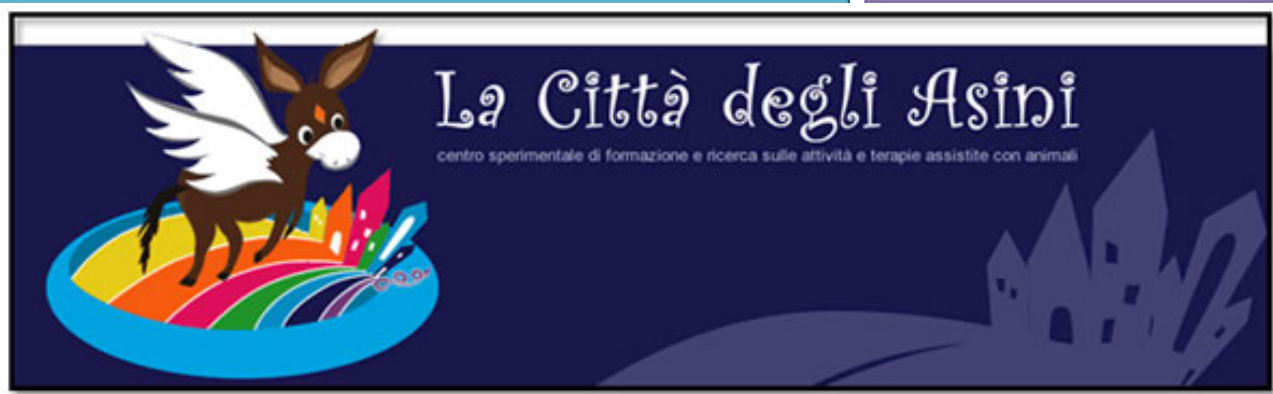 La Città degli Asini
centro sperimentale di formazione e ricerca sulle attività e terapie assistite con animali